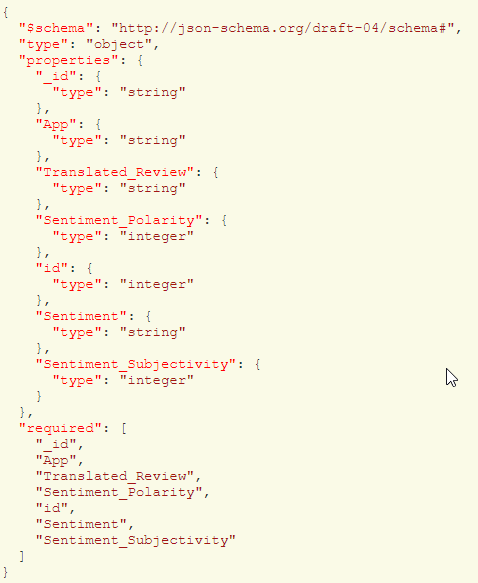 {
  "$schema": "http://json-schema.org/draft-04/schema#",
  "type": "object",
  "properties": {
    "_id": {
      "type": "string"
    },
    "App": {
      "type": "string"
    },
    "Translated_Review": {
      "type": "string"
    },
    "Sentiment_Polarity": {
      "type": "integer"
    },
    "id": {
      "type": "integer"
    },
    "Sentiment": {
      "type": "string"
    },
    "Sentiment_Subjectivity": {
      "type": "integer"
    }
  },
  "required": [
    "_id",
    "App",
    "Translated_Review",
    "Sentiment_Polarity",
    "id",
    "Sentiment",
    "Sentiment_Subjectivity"
  ]
}